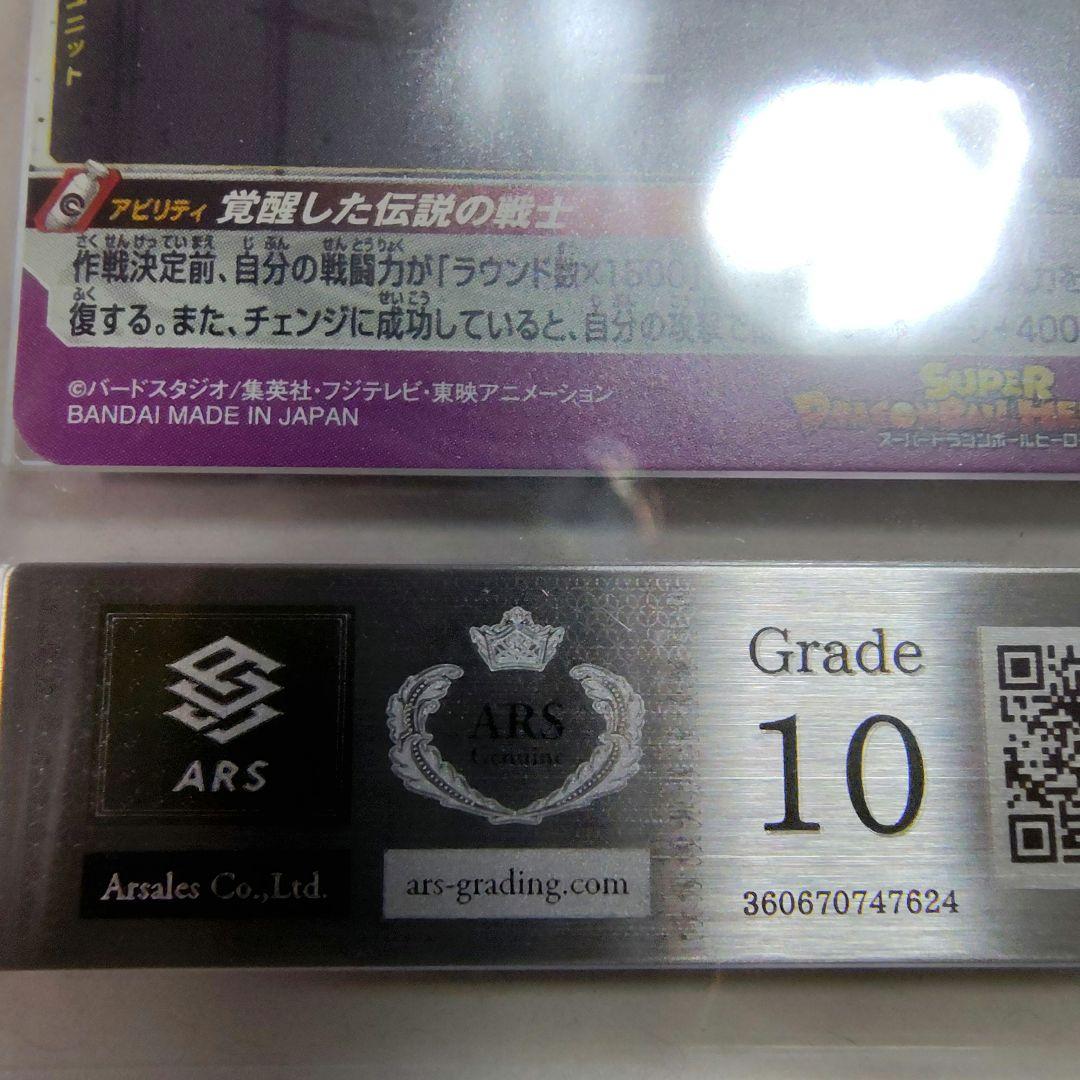 ニット
アビリティ 覚醒した伝説の戦士
作戦決定前、自分の戦闘力が「ラウンド数×1500
復する。また、チェンジに成功していると、自分の攻撃で +400
©バードスタジオ/集英社・フジテレビ・東映アニメーション
BANDAI MADE IN JAPAN
SUPER
DRAGONBALL HE
スーパードラゴンボールヒーロ
ARS
Arsales Co.,Ltd.
ARS
Genuine
ars-grading.com
Grade
10
360670747624